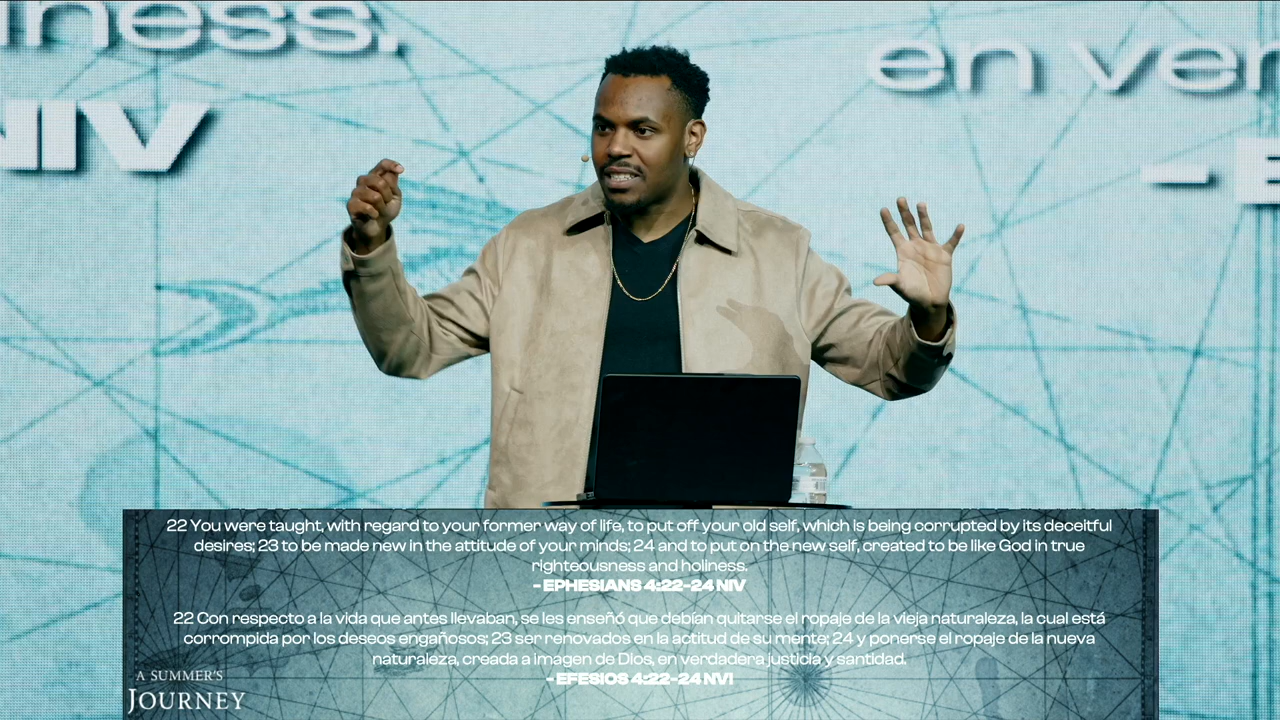 iness.
NIV
en ver
-
22 You were taught, with regard to your former way of life, to put off your old self, which is being corrupted by its deceitful
desires; 23 to be made new in the attitude of your minds; 24 and to put on the new self, created to be like God in true
righteousness and holiness.
- EPHESIANS 4:22-24 NIV
22 Con respecto a la vida que antes llevaban, se les enseñó que debían quitarse el ropaje de la vieja naturaleza, la cual está
corrompida por los deseos engañosos; 23 ser renovados en la actitud de su mente; 24 y ponerse el ropaje de la nueva
naturaleza, creada a imagen de Dios, en verdadera justicia y santidad.
- EFESIOS 4:22-24 NVI
A SUMMER'S
JOURNEY